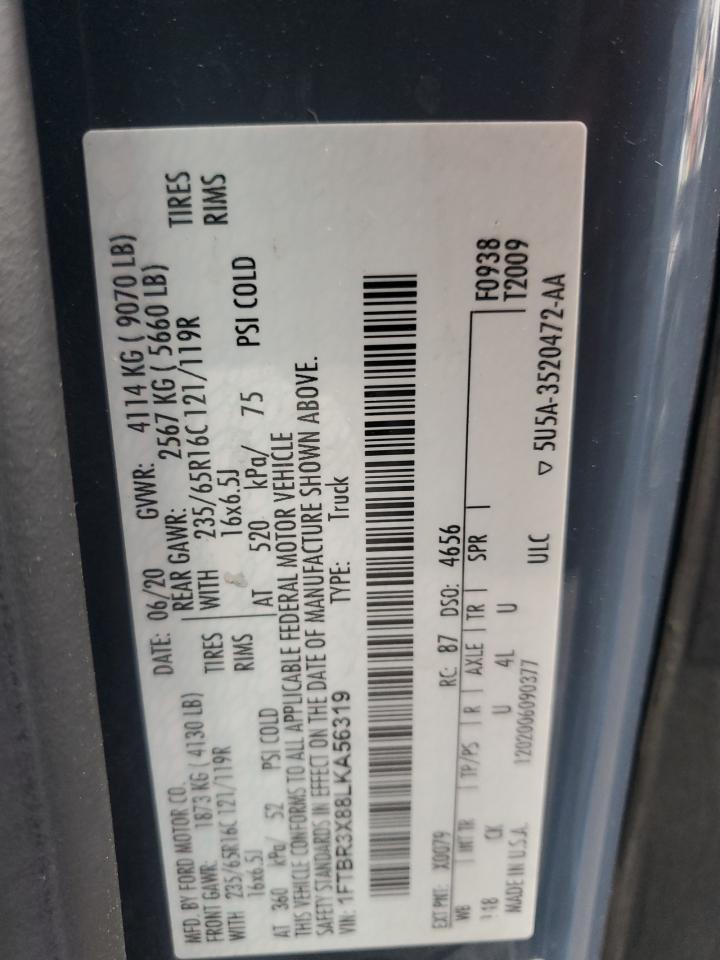 MFD. BY FORD MOTOR CO. DATE: 06/20 GVWR: 4114 KG ( 9070 LB)
FRONT GAWR: 1873 KG ( 4130 LB) REAR GAWR: 2567 KG ( 5660 LB)
WITH 235/65R16C 121/119R TIRES WITH 235/65R16C 121/119R TIRES
16x6.5J RIMS 16x6.5J RIMS
AT 360 kPa/ 52 PSI COLD AT 520 kPa/ 75 PSI COLD
THIS VEHICLE CONFORMS TO ALL APPLICABLE FEDERAL MOTOR VEHICLE
SAFETY STANDARDS IN EFFECT ON THE DATE OF MANUFACTURE SHOWN ABOVE.
VIN: 1FTBR3X88LKA56319 TYPE: Truck
EXT PNT: X0079 RC: 87 DSO: 4656
WB INT TR TP/PS R AXLE TR SPR F0938
CK U 4L U T2009
MADE IN U.S.A. 1202006090377 ULC ▽ 5U5A-3520472-AA